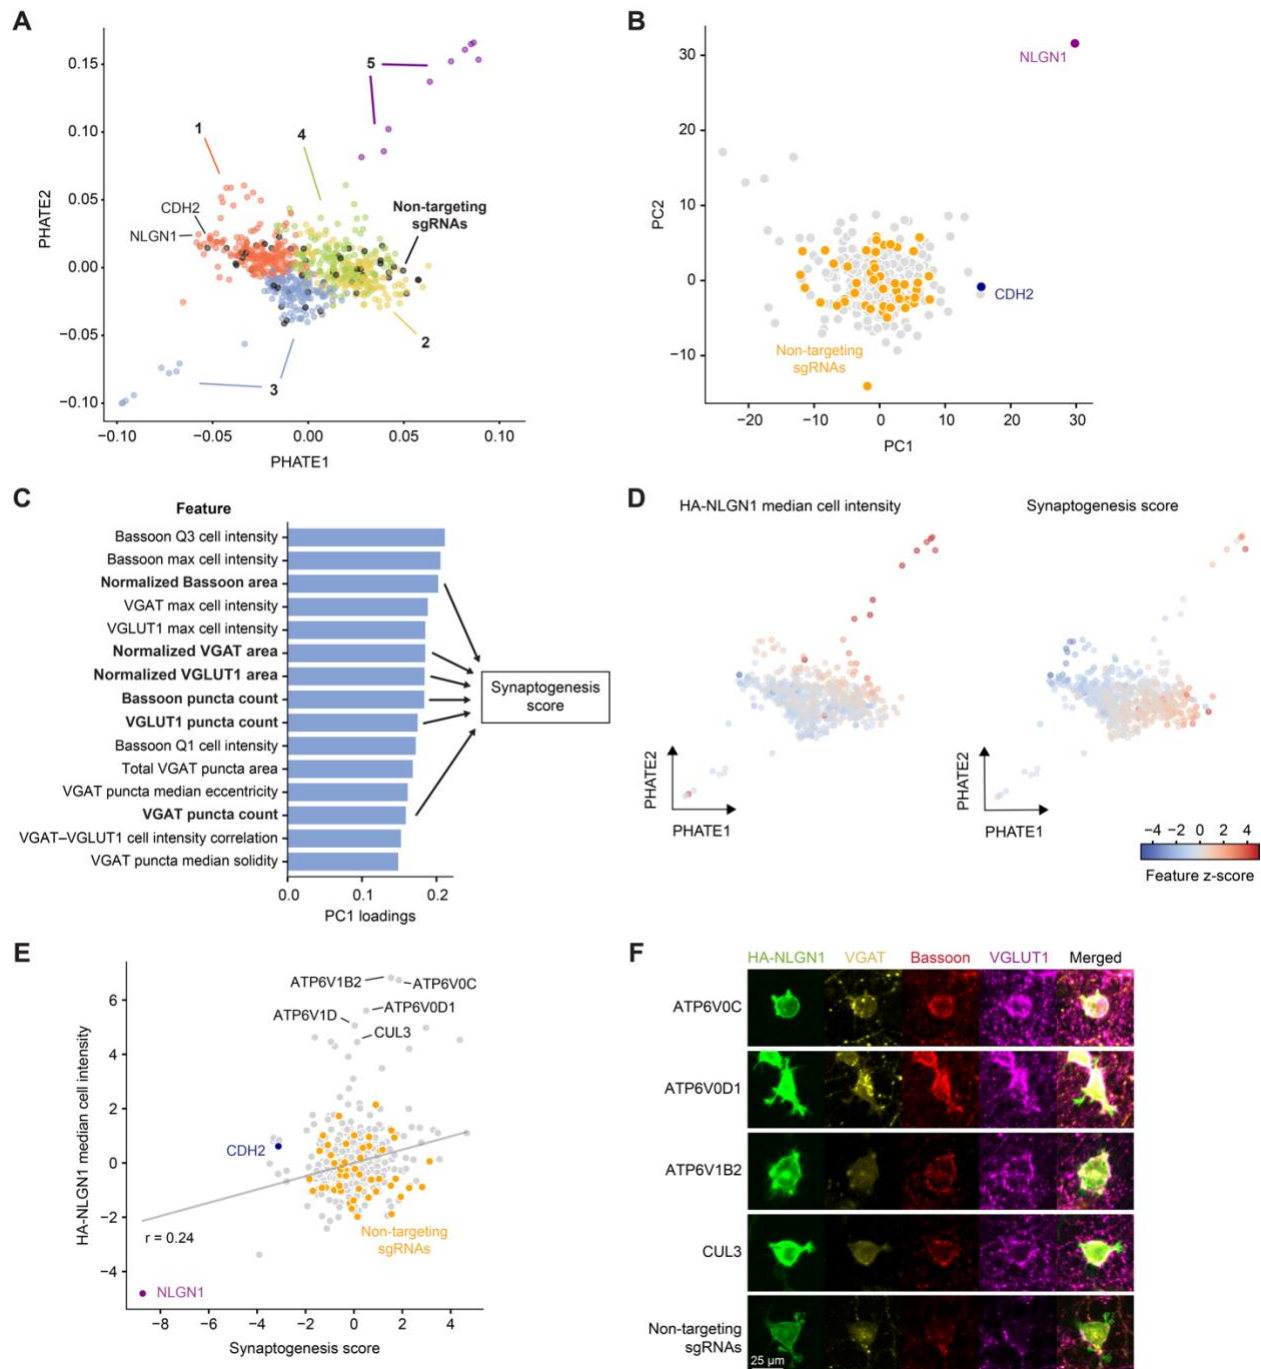 A
0.15
0.10
0.05
0.00
−0.05
−0.10
PHATE2
−0.10
−0.05
0.00
0.05
0.10
PHATE1
1
4
5
CDH2
NLGN1
Non-targeting
sgRNAs
2
3
B
30
20
10
0
−10
PC2
−20
−10
0
10
20
30
PC1
NLGN1
CDH2
Non-targeting
sgRNAs
C
Feature
Bassoon Q3 cell intensity
Bassoon max cell intensity
Normalized Bassoon area
VGAT max cell intensity
VGLUT1 max cell intensity
Normalized VGAT area
Normalized VGLUT1 area
Bassoon puncta count
VGLUT1 puncta count
Bassoon Q1 cell intensity
Total VGAT puncta area
VGAT puncta median eccentricity
VGAT puncta count
VGAT–VGLUT1 cell intensity correlation
VGAT puncta median solidity
0.0
0.1
0.2
PC1 loadings
Synaptogenesis
score
D
HA-NLGN1 median cell intensity
Synaptogenesis score
PHATE2
PHATE1
PHATE2
PHATE1
−4 −2 0 2 4
Feature z-score
E
6
4
2
0
−2
−4
HA-NLGN1 median cell intensity
ATP6V1B2
ATP6V0C
ATP6V0D1
ATP6V1D
CUL3
CDH2
Non-targeting
sgRNAs
r = 0.24
NLGN1
−8
−6
−4
−2
0
2
4
Synaptogenesis score
F
HA-NLGN1
VGAT
Bassoon
VGLUT1
Merged
ATP6V0C
ATP6V0D1
ATP6V1B2
CUL3
Non-targeting
sgRNAs
25 µm